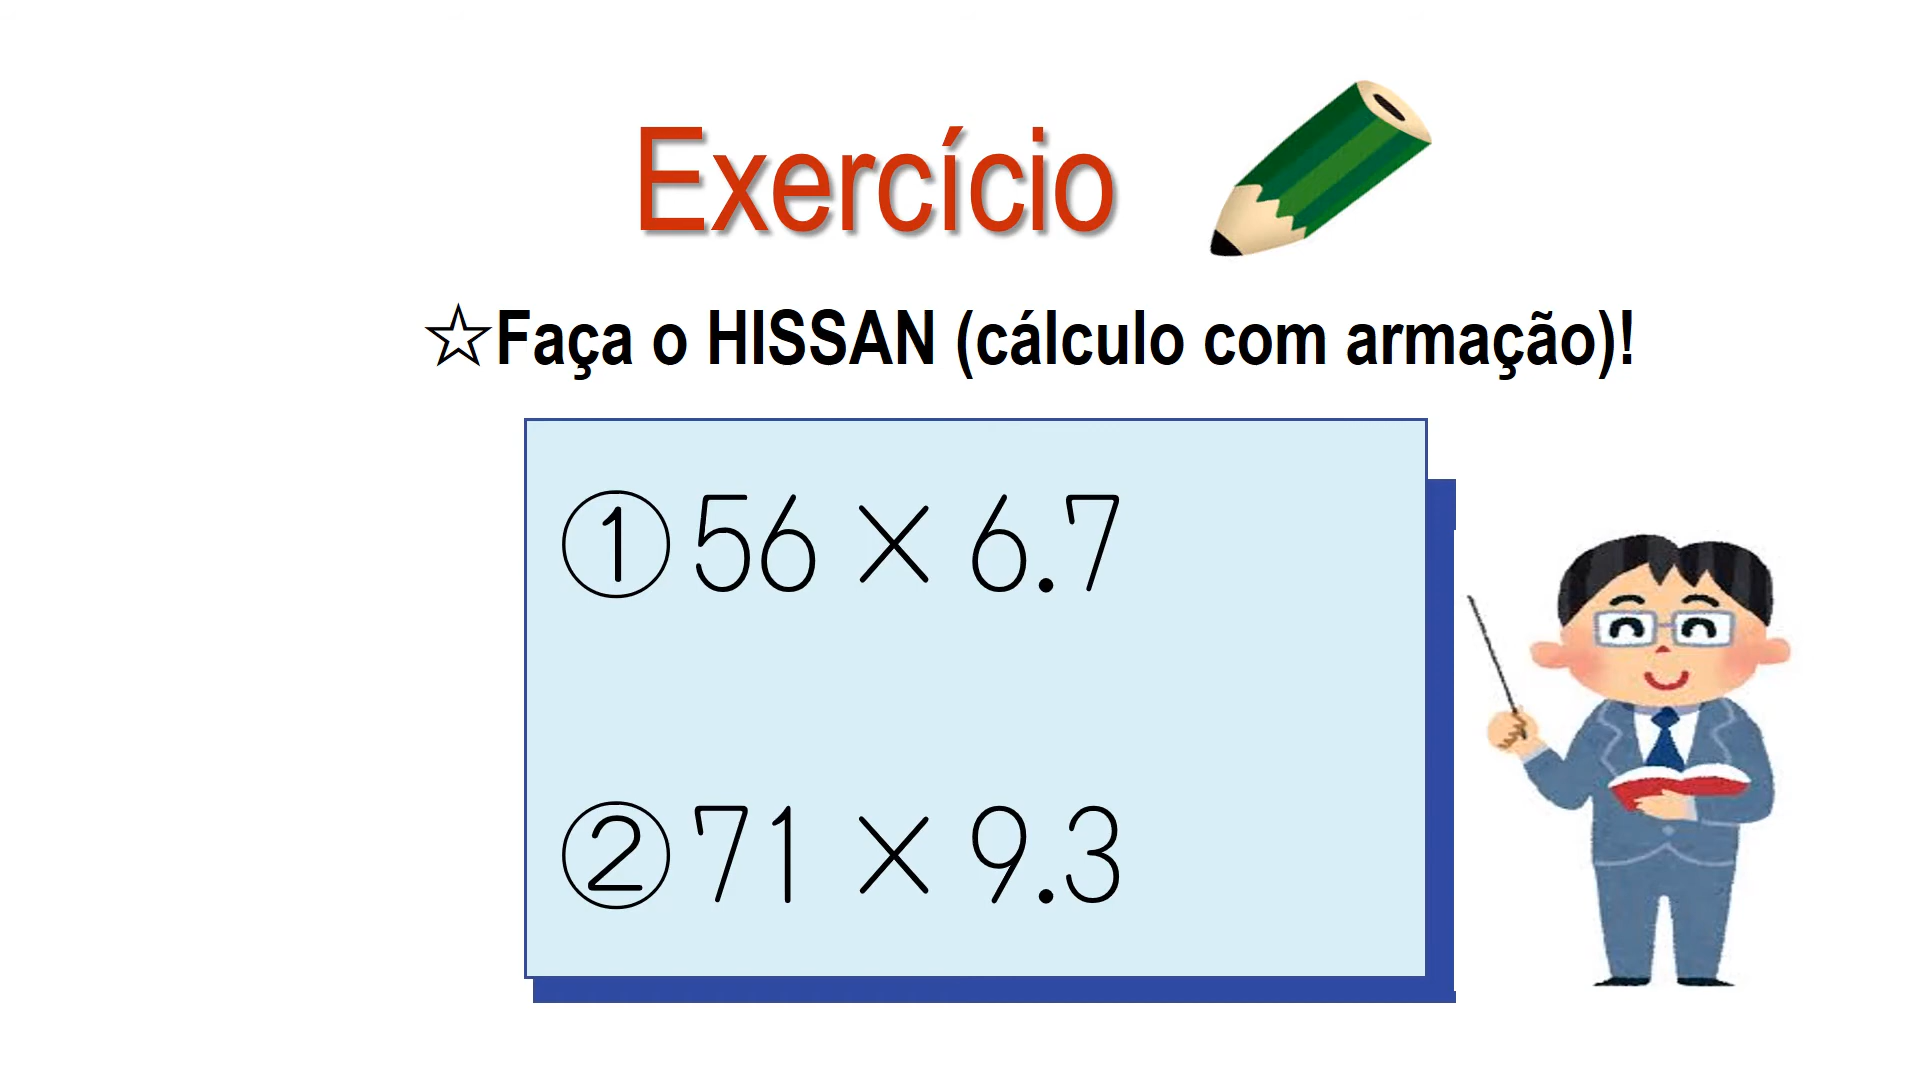 Exercício
☆Faça o HISSAN (cálculo com armação)!
①56×6.7
②71×9.3